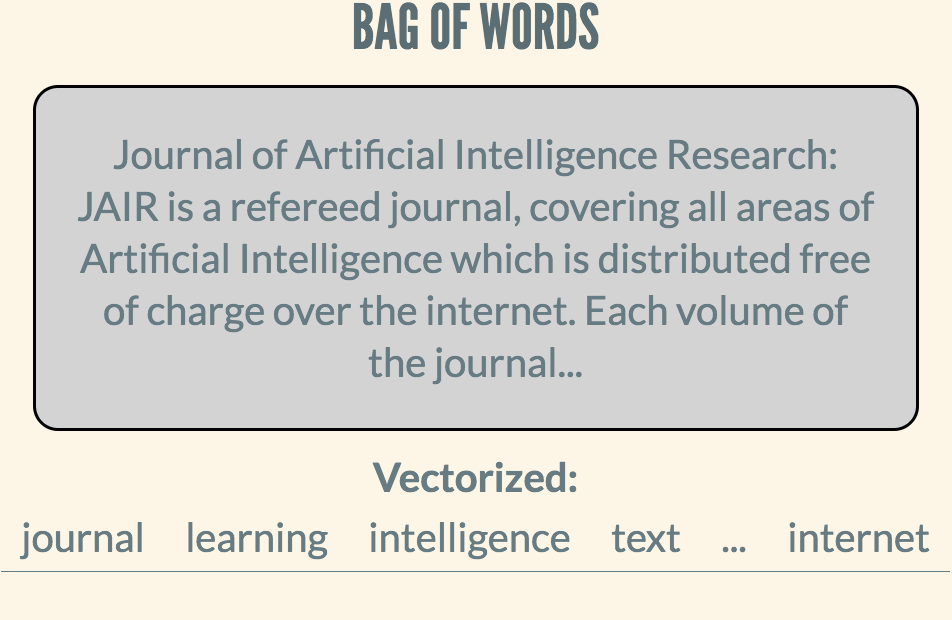 BAG OF WORDS
Journal of Artificial Intelligence Research:
JAIR is a refereed journal, covering all areas of
Artificial Intelligence which is distributed free
of charge over the internet. Each volume of
the journal...
Vectorized:
journal learning intelligence text ... internet